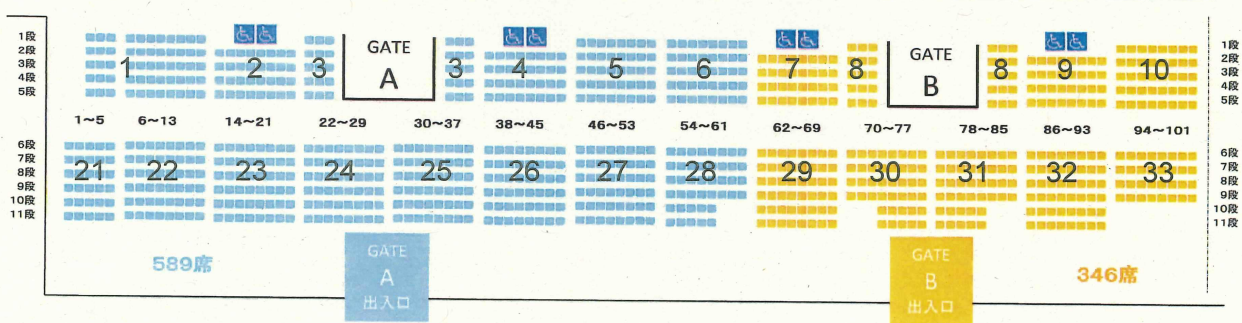 1段
2段
3段
4段
5段
1 2 3 GATE A 3 4 5 6 7 8 GATE B 8 9 10
1段
2段
3段
4段
5段
1~5 6~13 14~21 22~29 30~37 38~45 46~53 54~61 62~69 70~77 78~85 86~93 94~101
6段
7段
8段
9段
10段
11段
21 22 23 24 25 26 27 28 29 30 31 32 33
6段
7段
8段
9段
10段
11段
589席
GATE
A
出入口
GATE
B
出入口
346席